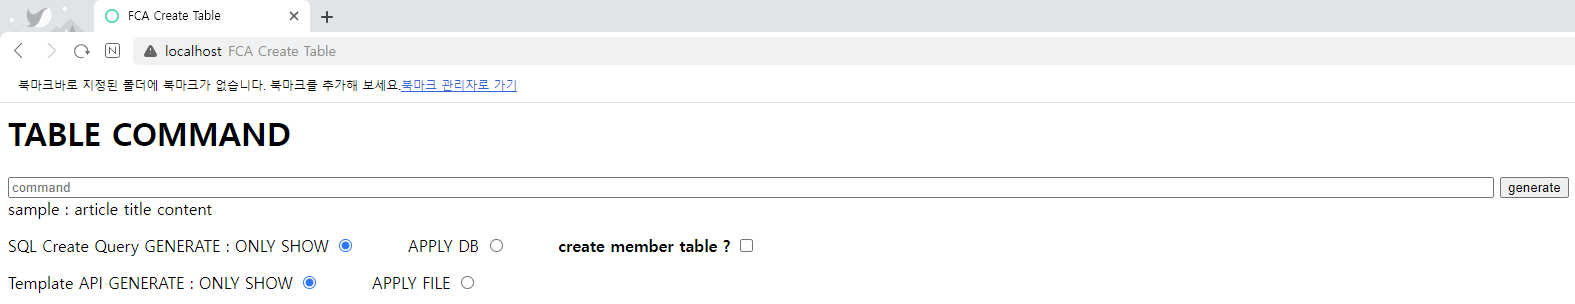 FCA Create Table
N localhost FCA Create Table
북마크바로 지정된 폴더에 북마크가 없습니다. 북마크를 추가해 보세요.북마크 관리자로 가기
TABLE COMMAND
command generate
sample : article title content
SQL Create Query GENERATE : ONLY SHOW APPLY DB create member table ?
Template API GENERATE : ONLY SHOW APPLY FILE